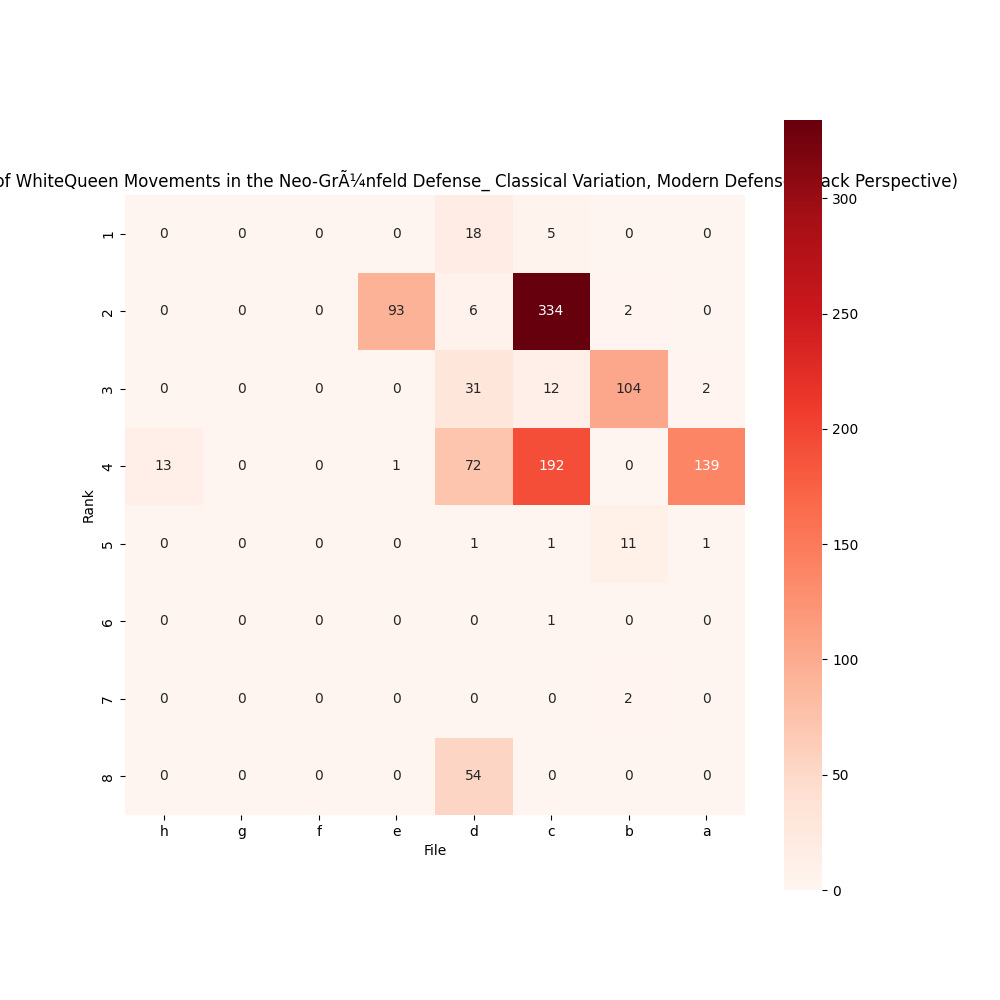 of WhiteQueen Movements in the Neo-GrÃ¼nfeld Defense_ Classical Variation, Modern Defens ack Perspective)
1 0 0 0 0 18 5 0 0
2 0 0 0 93 6 334 2 0
3 0 0 0 0 31 12 104 2
4 13 0 0 1 72 192 0 139
5 0 0 0 0 1 1 11 1
6 0 0 0 0 0 1 0 0
7 0 0 0 0 0 0 2 0
8 0 0 0 0 54 0 0 0
h g f e d c b a
File
Rank
300
250
200
150
100
50
0